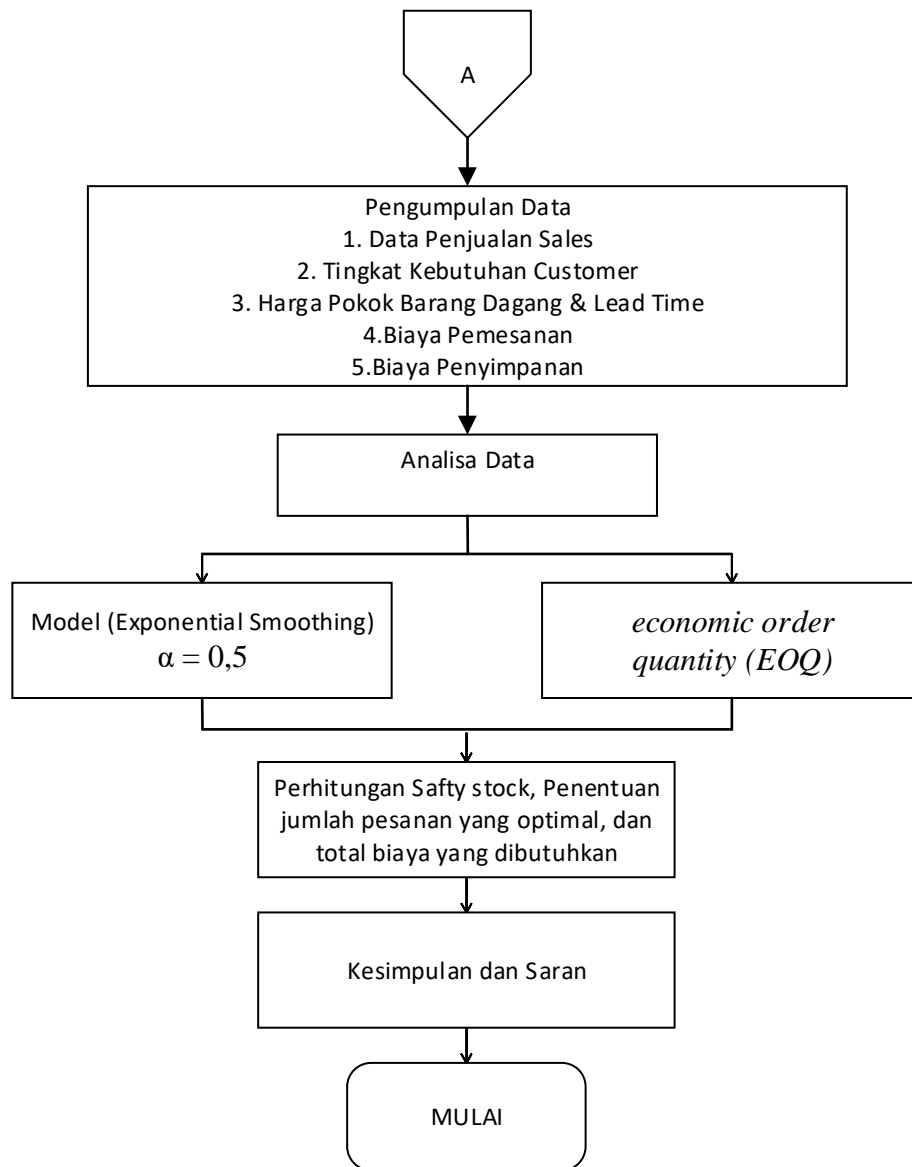 A
Pengumpulan Data
1. Data Penjualan Sales
2. Tingkat Kebutuhan Customer
3. Harga Pokok Barang Dagang & Lead Time
4.Biaya Pemesanan
5.Biaya Penyimpanan
Analisa Data
Model (Exponential Smoothing)
α = 0,5
economic order
quantity (EOQ)
Perhitungan Safty stock, Penentuan
jumlah pesanan yang optimal, dan
total biaya yang dibutuhkan
Kesimpulan dan Saran
MULAI